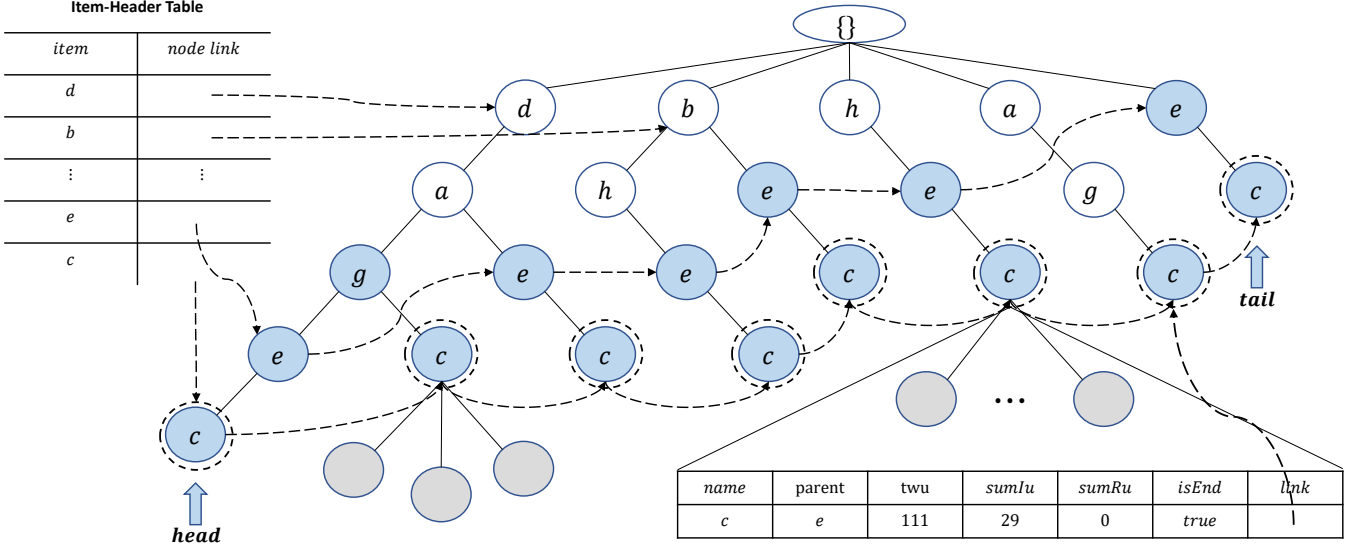 Item-Header Table
item node link
d
b
⋮ ⋮
e
c
{}
d b h a e
a h e e g c
g e e c c c
e c c c
c
tail
...
head
name parent twu sumIu sumRu isEnd link
c e 111 29 0 true